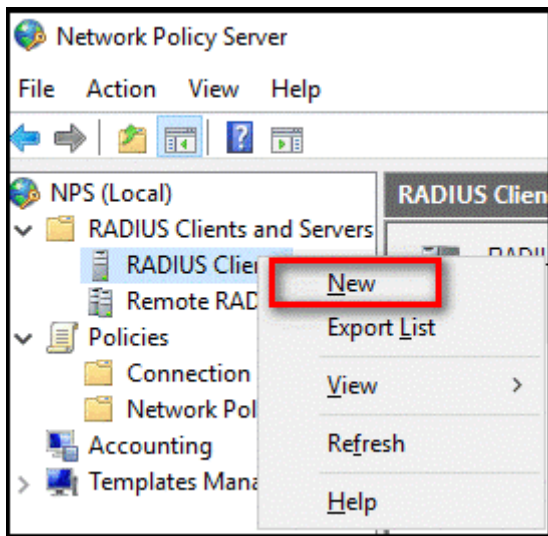 Network Policy Server
File Action View Help
NPS (Local)
RADIUS Clients and Servers
RADIUS Clie
Remote RAD
Policies
Connection
Network Pol
Accounting
Templates Mana
RADIUS Clien
New
Export List
View
Refresh
Help